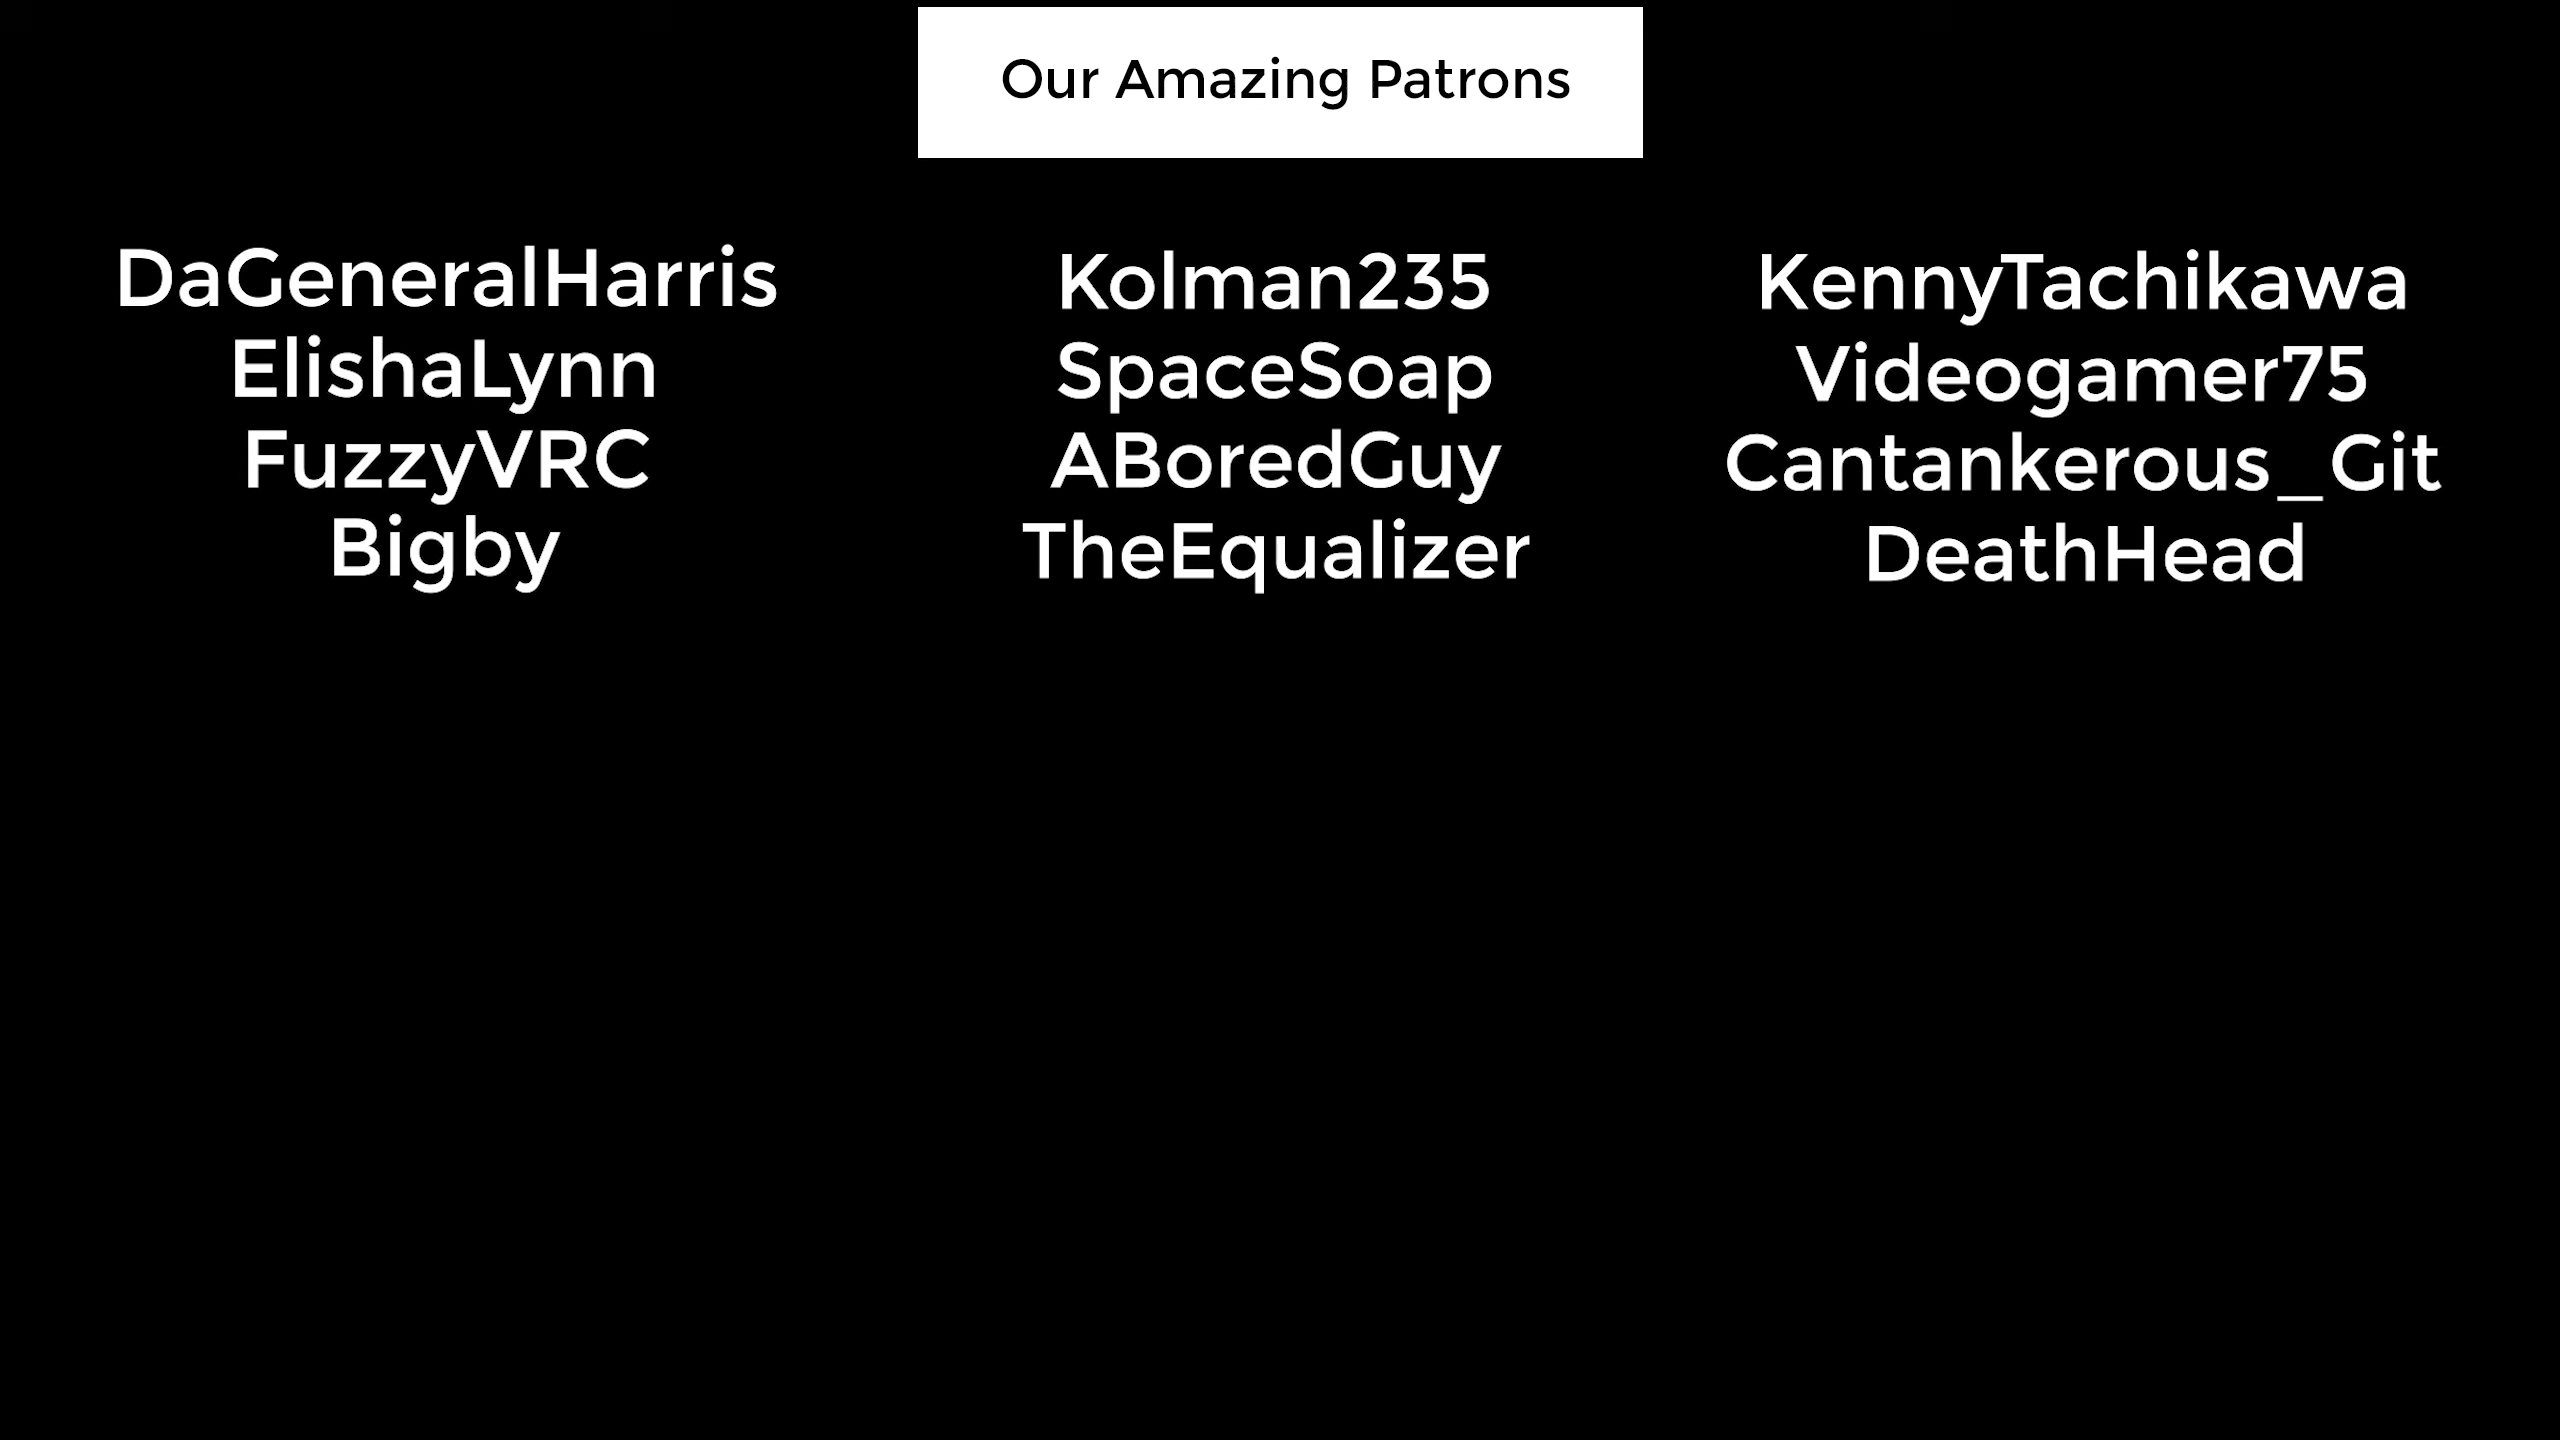 Our Amazing Patrons
DaGeneralHarris
ElishaLynn
FuzzyVRC
Bigby
Kolman235
SpaceSoap
ABoredGuy
TheEqualizer
KennyTachikawa
Videogamer75
Cantankerous_Git
DeathHead